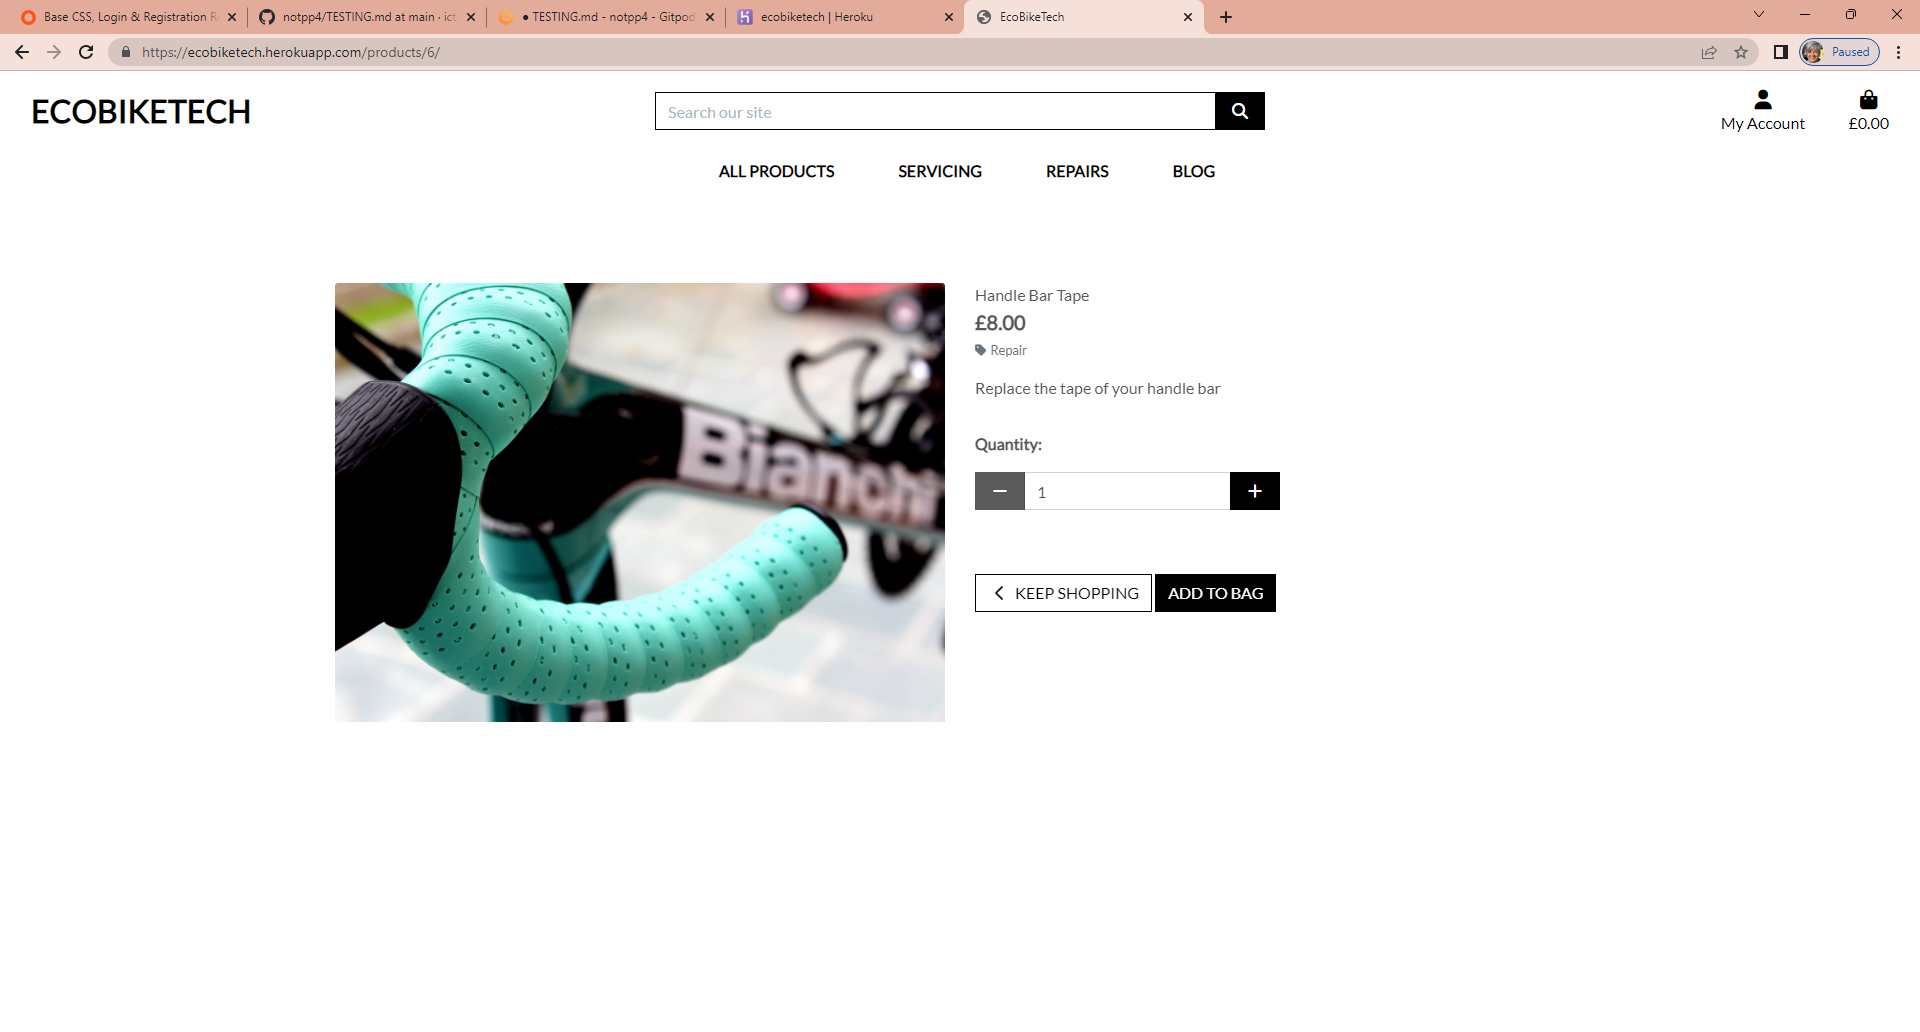 Base CSS, Login & Registration R
notpp4/TESTING.md at main · ict
● TESTING.md - notpp4 - Gitpod
ecobiketech | Heroku
EcoBikeTech
https://ecobiketech.herokuapp.com/products/6/
Paused
ECOBIKETECH
Search our site
My Account
£0.00
ALL PRODUCTS
SERVICING
REPAIRS
BLOG
Bianchi
Handle Bar Tape
£8.00
Repair
Replace the tape of your handle bar
Quantity:
1
KEEP SHOPPING
ADD TO BAG